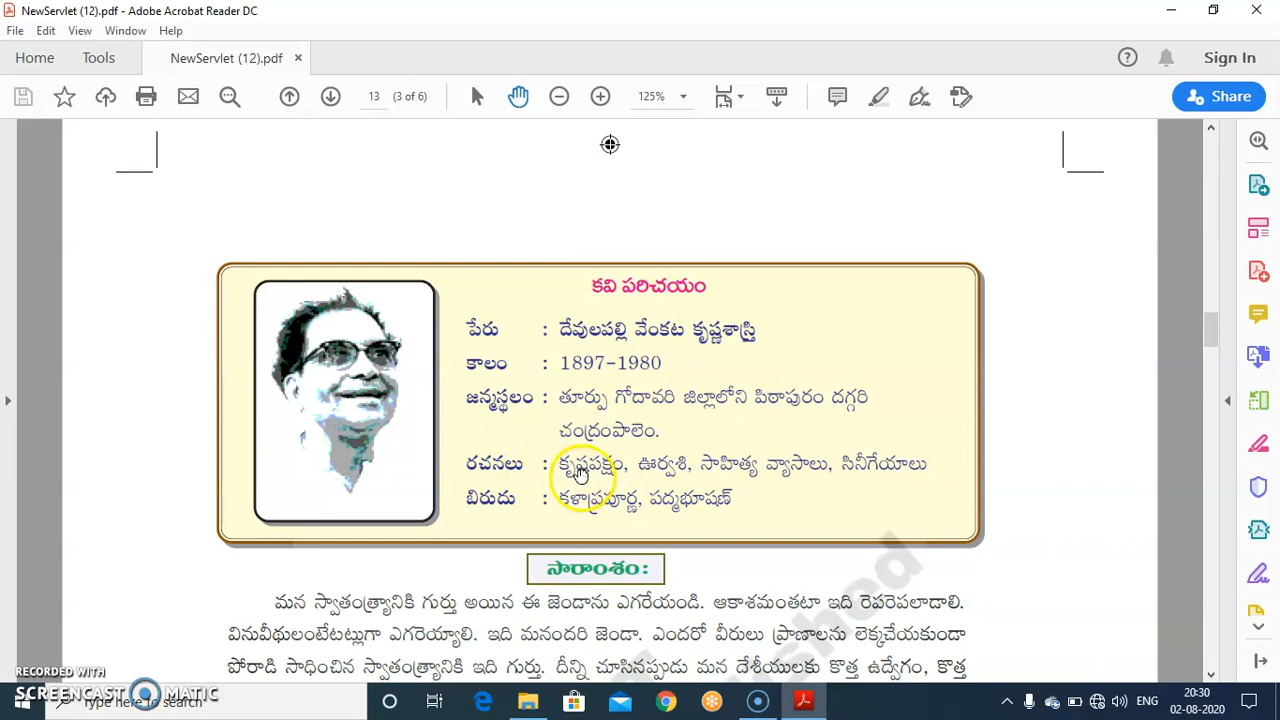 NewServlet (12).pdf - Adobe Acrobat Reader DC
File Edit View Window Help
Home Tools NewServlet (12).pdf × Sign In
13 (3 of 6) 125% Share
కవి పరిచయం
పేరు : దేవులపల్లి వేంకట కృష్ణశాస్త్రి
కాలం : 1897-1980
జన్మస్థలం : తూర్పు గోదావరి జిల్లాలోని పిఠాపురం దగ్గరి
చంద్రంపాలెం.
రచనలు : కృష్ణపక్షం, ఊర్వశి, సాహిత్య వ్యాసాలు, సినీగేయాలు
బిరుదు : కళాప్రపూర్ణ, పద్మభూషణ్
సారాంశం:
మన స్వాతంత్ర్యానికి గుర్తు అయిన ఈ జెండాను ఎగరేయండి. ఆకాశమంతటా ఇది రెపరెపలాడాలి.
వినువీథులంటేటట్లుగా ఎగరెయ్యాలి. ఇది మనందరి జెండా. ఎందరో వీరులు ప్రాణాలను లెక్కచేయకుండా
పోరాడి సాధించిన స్వాతంత్ర్యానికి ఇది గుర్తు. దీన్ని చూసినప్పుడు మన దేశీయులకు కొత్త ఉద్వేగం, కొత్త
RECORDED WITH
SCREENCAST MATIC
Type here to search
ENG
20:30
02-08-2020